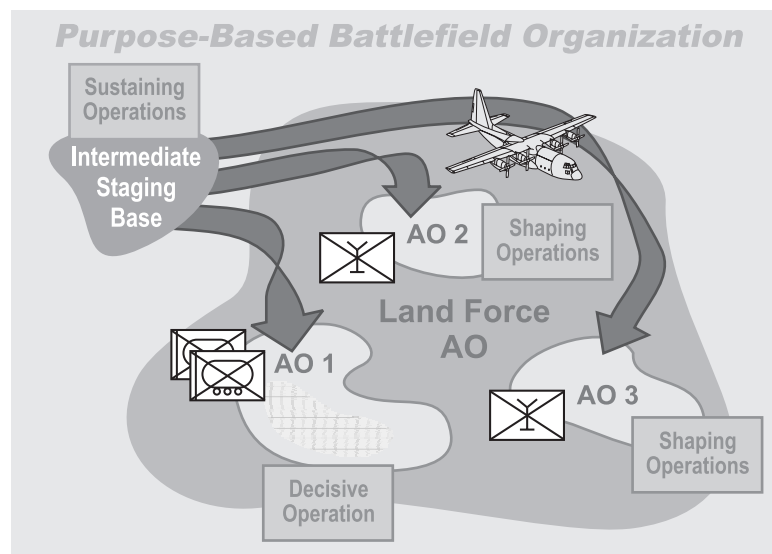 Purpose-Based Battlefield Organization
Sustaining
Operations
Intermediate
Staging
Base
AO 2
Shaping
Operations
Land Force
AO
AO 1
AO 3
Shaping
Operations
Decisive
Operation